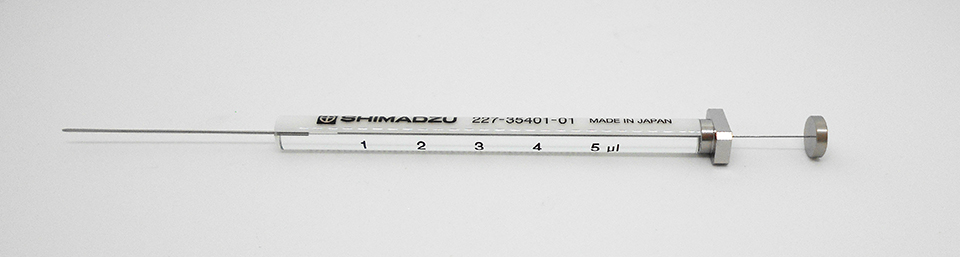 SHIMADZU 227-35401-01 MADE IN JAPAN
1 2 3 4 5 µl